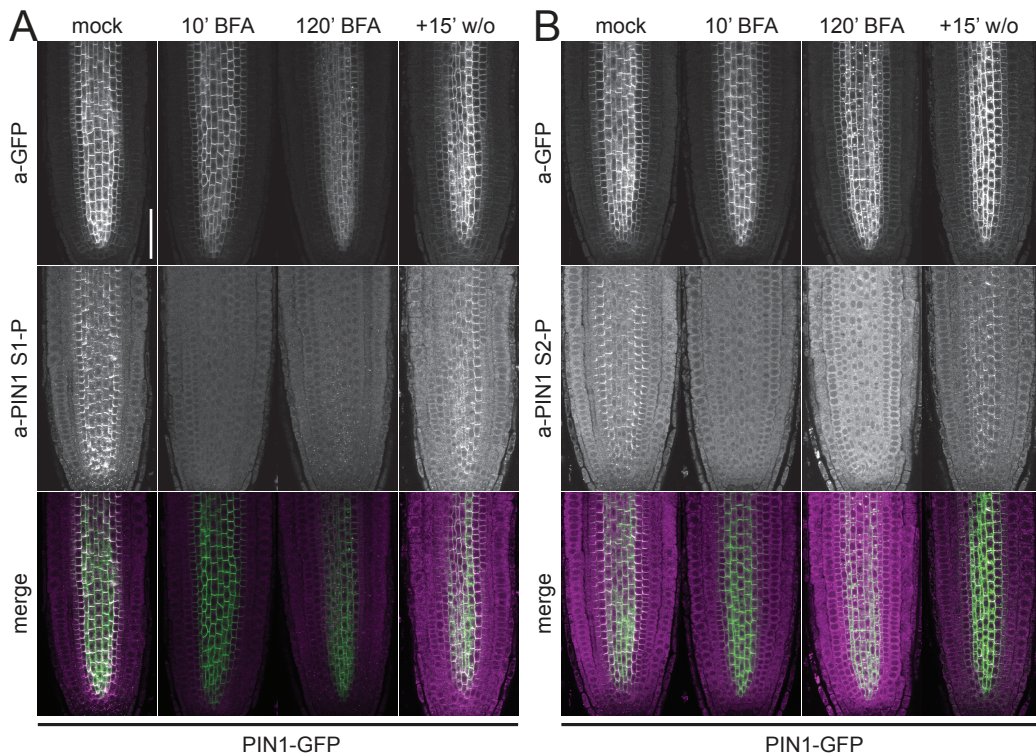 A mock 10’ BFA 120’ BFA +15’ w/o B mock 10’ BFA 120’ BFA +15’ w/o
a-GFP a-GFP
a-PIN1 S1-P a-PIN1 S2-P
merge merge
PIN1-GFP PIN1-GFP